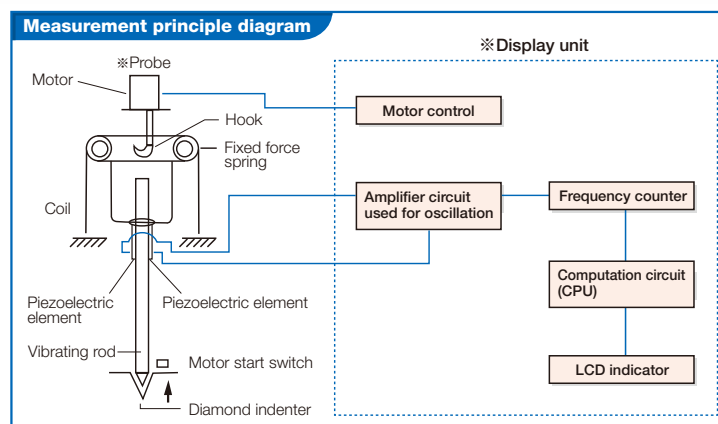 Measurement principle diagram
※Display unit
※Probe
Motor
Motor control
Hook
Fixed force
spring
Coil
Amplifier circuit
used for oscillation
Frequency counter
Computation circuit
(CPU)
LCD indicator
Piezoelectric
element
Piezoelectric element
Vibrating rod
Motor start switch
Diamond indenter